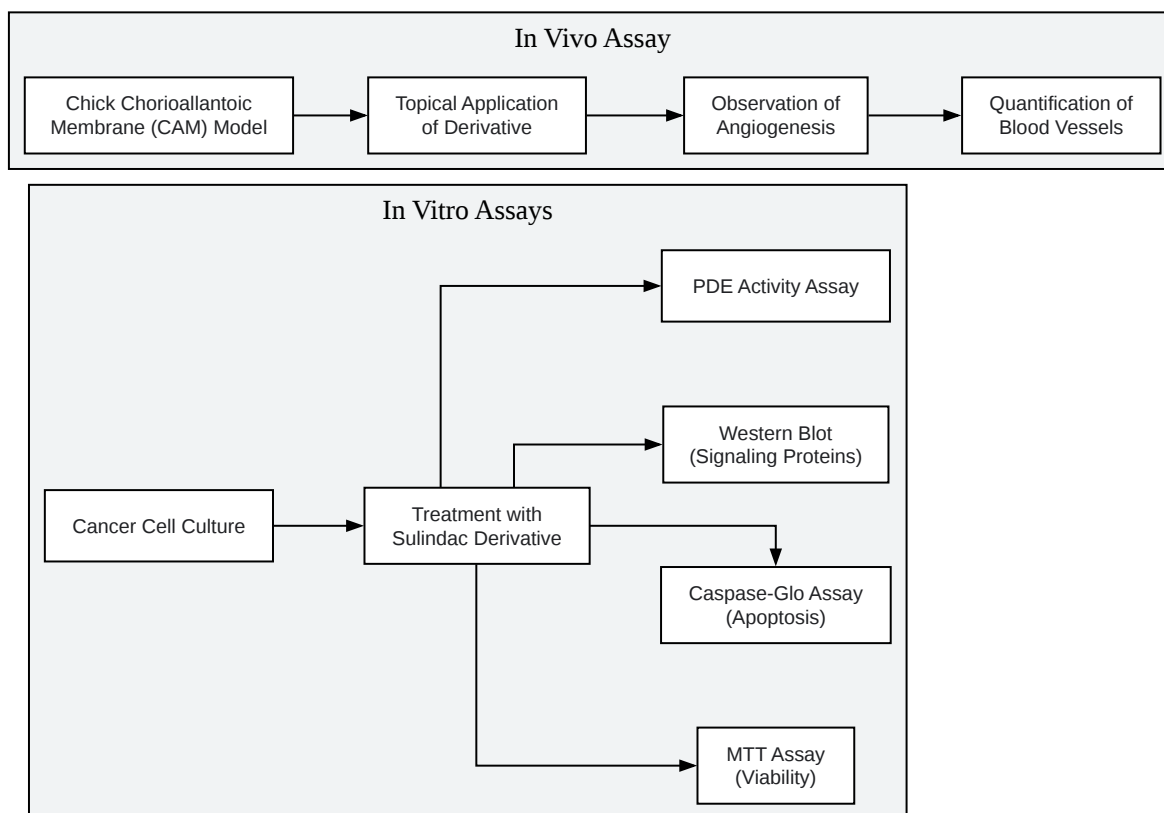 In Vivo Assay
Chick Chorioallantoic
Membrane (CAM) Model
Topical Application
of Derivative
Observation of
Angiogenesis
Quantification of
Blood Vessels
In Vitro Assays
PDE Activity Assay
Western Blot
(Signaling Proteins)
Cancer Cell Culture
Treatment with
Sulindac Derivative
Caspase-Glo Assay
(Apoptosis)
MTT Assay
(Viability)